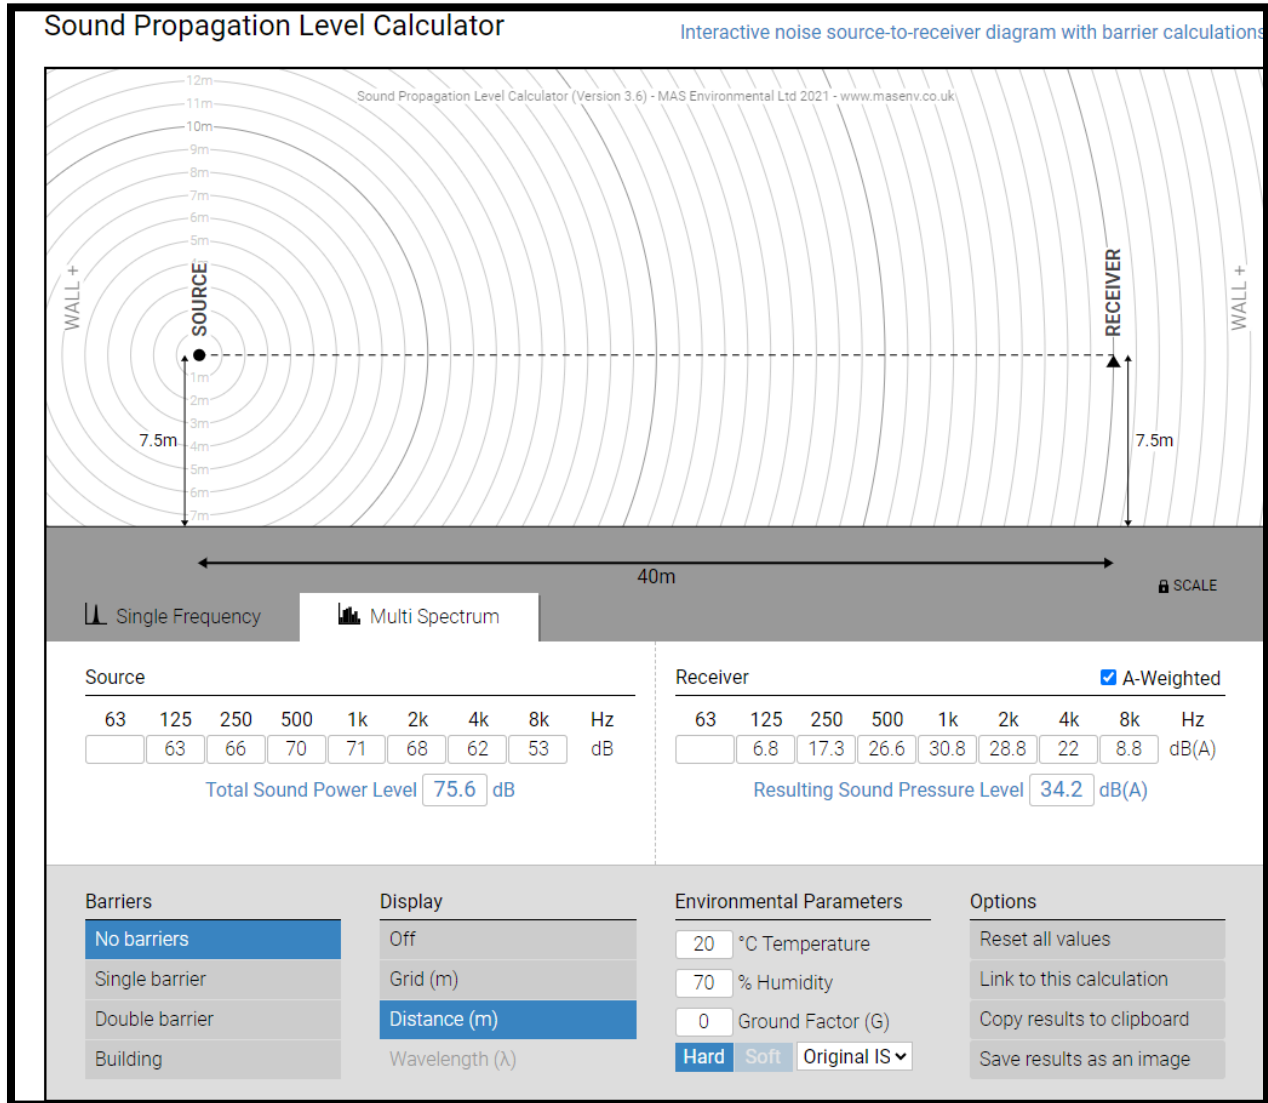 Sound Propagation Level Calculator
Interactive noise source-to-receiver diagram with barrier calculations
Sound Propagation Level Calculator (Version 3.6) - MAS Environmental Ltd 2021 - www.masenv.co.uk
12m
11m
10m
9m
8m
7m
6m
5m
WALL +
SOURCE
RECEIVER
WALL +
1m
2m
3m
4m
5m
6m
7m
7.5m
7.5m
40m
SCALE
Single Frequency
Multi Spectrum
Source
63 125 250 500 1k 2k 4k 8k Hz
63 66 70 71 68 62 53 dB
Total Sound Power Level 75.6 dB
Receiver
A-Weighted
63 125 250 500 1k 2k 4k 8k Hz
6.8 17.3 26.6 30.8 28.8 22 8.8 dB(A)
Resulting Sound Pressure Level 34.2 dB(A)
Barriers
No barriers
Single barrier
Double barrier
Building
Display
Off
Grid (m)
Distance (m)
Wavelength (λ)
Environmental Parameters
20 °C Temperature
70 % Humidity
0 Ground Factor (G)
Hard Soft Original IS
Options
Reset all values
Link to this calculation
Copy results to clipboard
Save results as an image